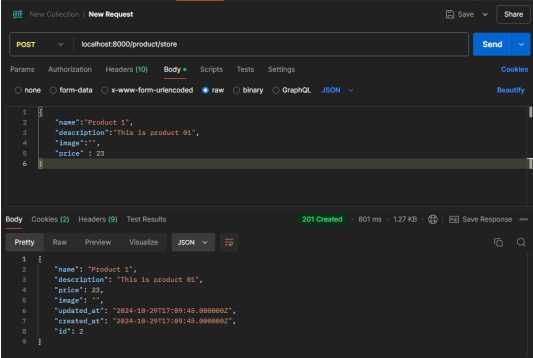 HTTP New Collection / New Request Save Share
POST localhost:8000/product/store Send
Params Authorization Headers (10) Body Scripts Tests Settings Cookies
none form-data x-www-form-urlencoded raw binary GraphQL JSON Beautify
1 {
2 "name":"Product 1",
3 "description":"This is product 01",
4 "image":"",
5 "price" : 23
6 }
Body Cookies (2) Headers (9) Test Results 201 Created 801 ms 1.27 KB Save Response
Pretty Raw Preview Visualize JSON
1 {
2 "name": "Product 1",
3 "description": "This is product 01",
4 "price": 23,
5 "image": "",
6 "updated_at": "2024-10-29T17:09:45.000000Z",
7 "created_at": "2024-10-29T17:09:45.000000Z",
8 "id": 2
9 }